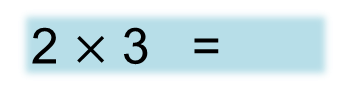 2 × 3 =